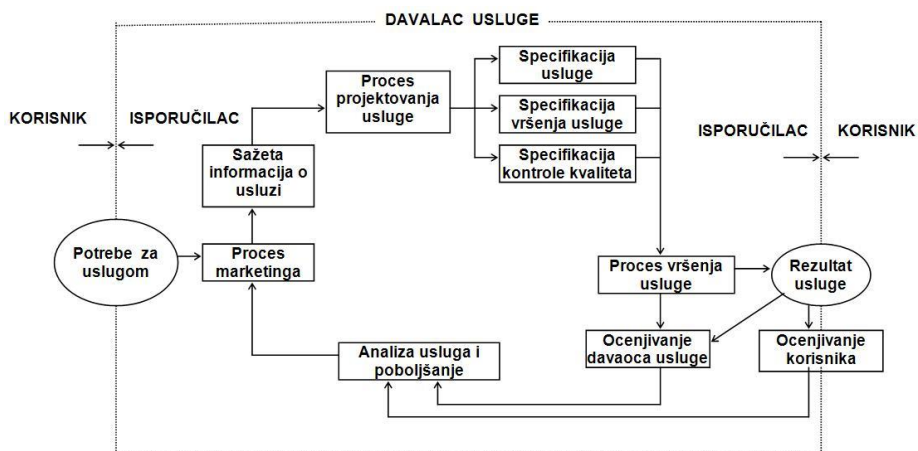 DAVALAC USLUGE
KORISNIK
ISPORUČILAC
Proces
projektovanja
usluge
Specifikacija
usluge
Specifikacija
vršenja usluge
Specifikacija
kontrole kvaliteta
ISPORUČILAC
KORISNIK
Sažeta
informacija o
usluzi
Potrebe za
uslugom
Proces
marketinga
Proces vršenja
usluge
Rezultat
usluge
Analiza usluga i
poboljšanje
Ocenjivanje
davaoca usluge
Ocenjivanje
korisnika